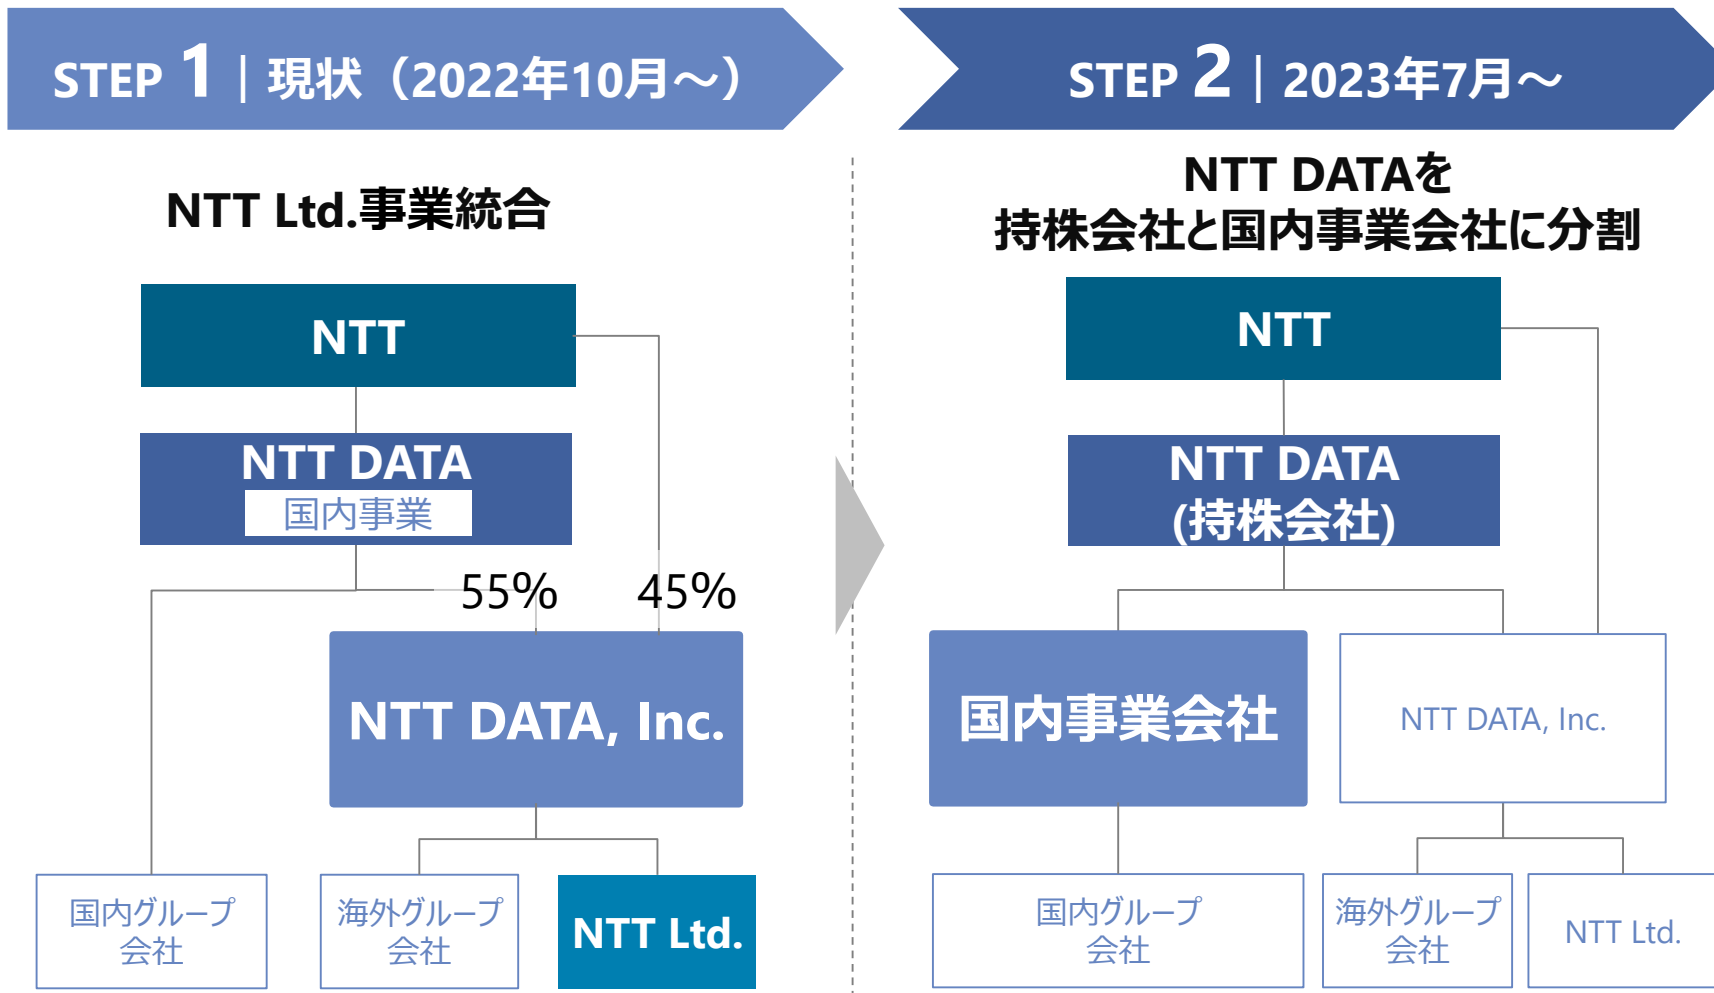 STEP 1｜現状（2022年10月～）
NTT Ltd.事業統合
NTT
NTT DATA
国内事業
55%
45%
NTT DATA, Inc.
国内グループ
会社
海外グループ
会社
NTT Ltd.
STEP 2｜2023年7月～
NTT DATAを
持株会社と国内事業会社に分割
NTT
NTT DATA
(持株会社)
国内事業会社
NTT DATA, Inc.
国内グループ
会社
海外グループ
会社
NTT Ltd.